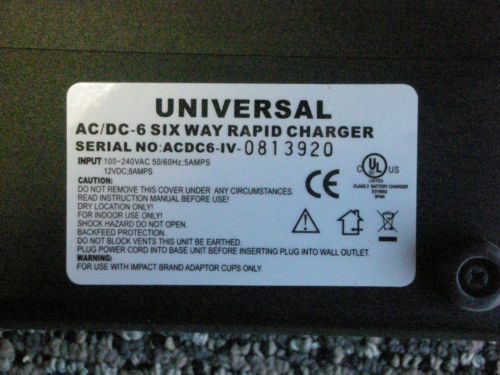 UNIVERSAL
AC/DC-6 SIX WAY RAPID CHARGER
SERIAL NO:ACDC6-IV-0813920
INPUT:100~240VAC 50/60Hz;5AMPS
12VDC,8AMPS
CAUTION:
DO NOT REMOVE THIS COVER UNDER ANY CIRCUMSTANCES.
READ INSTRUCTION MANUAL BEFORE USE!
DRY LOCATION ONLY!
FOR INDOOR USE ONLY!
SHOCK HAZARD DO NOT OPEN.
BACKFEED PROTECTION.
DO NOT BLOCK VENTS THIS UNIT BE EARTHED.
PLUG POWER CORD INTO BASE UNIT BEFORE INSERTING PLUG INTO WALL OUTLET.
WARNING:
FOR USE WITH IMPACT BRAND ADAPTOR CUPS ONLY.
CE
C UL US
LISTED
CLASS 2 BATTERY CHARGER